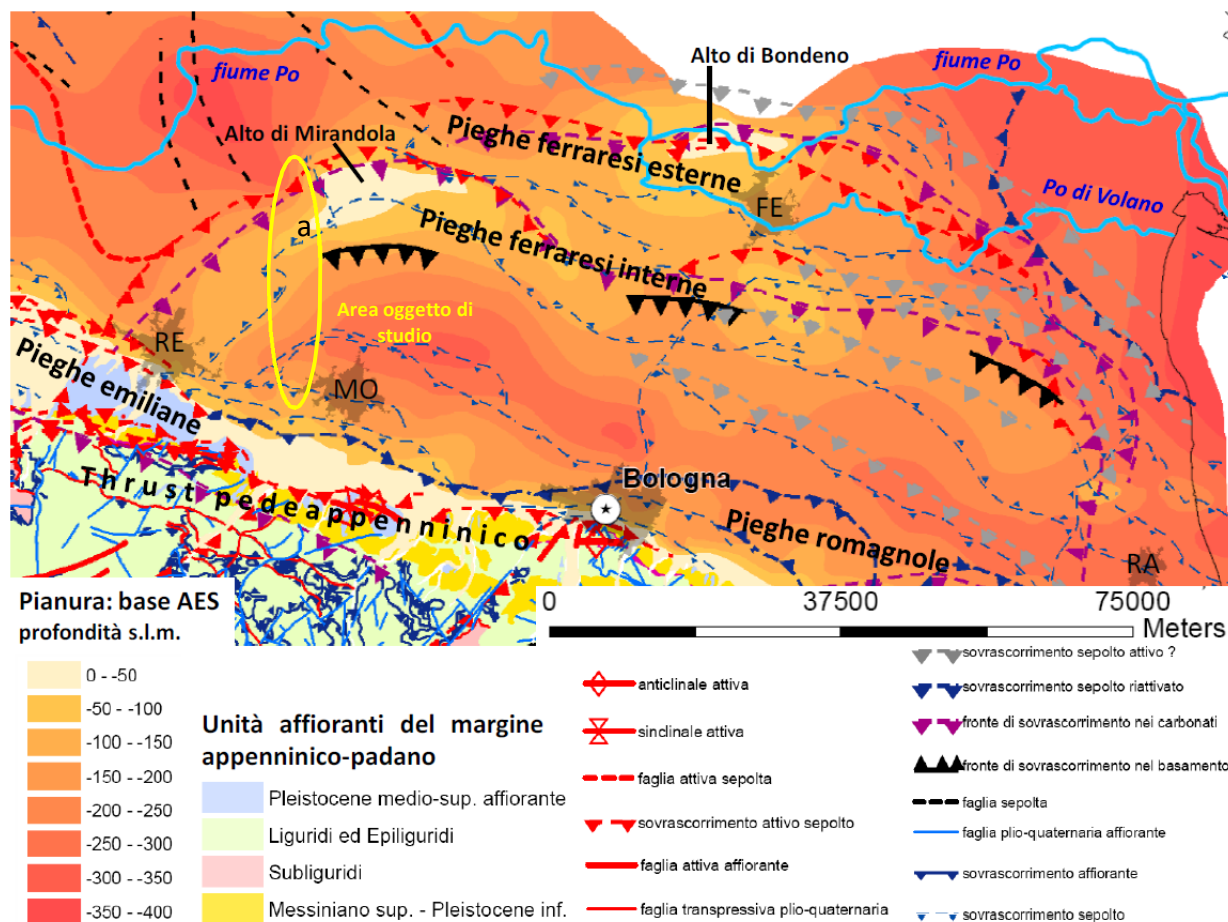 Alto di Bondeno
fiume Po
fiume Po
Alto di Mirandola
Pieghe ferraresi esterne
Po di Volano
FE
a
Pieghe ferraresi interne
Area oggetto di
studio
RE
MO
Pieghe emiliane
Thrust pedeappenninico
Bologna
Pieghe romagnole
RA
Pianura: base AES
profondità s.l.m.
0 37500 75000
Meters
0 - -50
-50 - -100
-100 - -150
-150 - -200
-200 - -250
-250 - -300
-300 - -350
-350 - -400
Unità affioranti del margine
appenninico-padano
Pleistocene medio-sup. affiorante
Liguridi ed Epiliguridi
Subliguridi
Messiniano sup. - Pleistocene inf.
anticlinale attiva
sinclinale attiva
faglia attiva sepolta
sovrascorrimento attivo sepolto
faglia attiva affiorante
faglia transpressiva plio-quaternaria
sovrascorrimento sepolto attivo ?
sovrascorrimento sepolto riattivato
fronte di sovrascorrimento nei carbonati
fronte di sovrascorrimento nel basamento
faglia sepolta
faglia plio-quaternaria affiorante
sovrascorrimento affiorante
sovrascorrimento sepolto